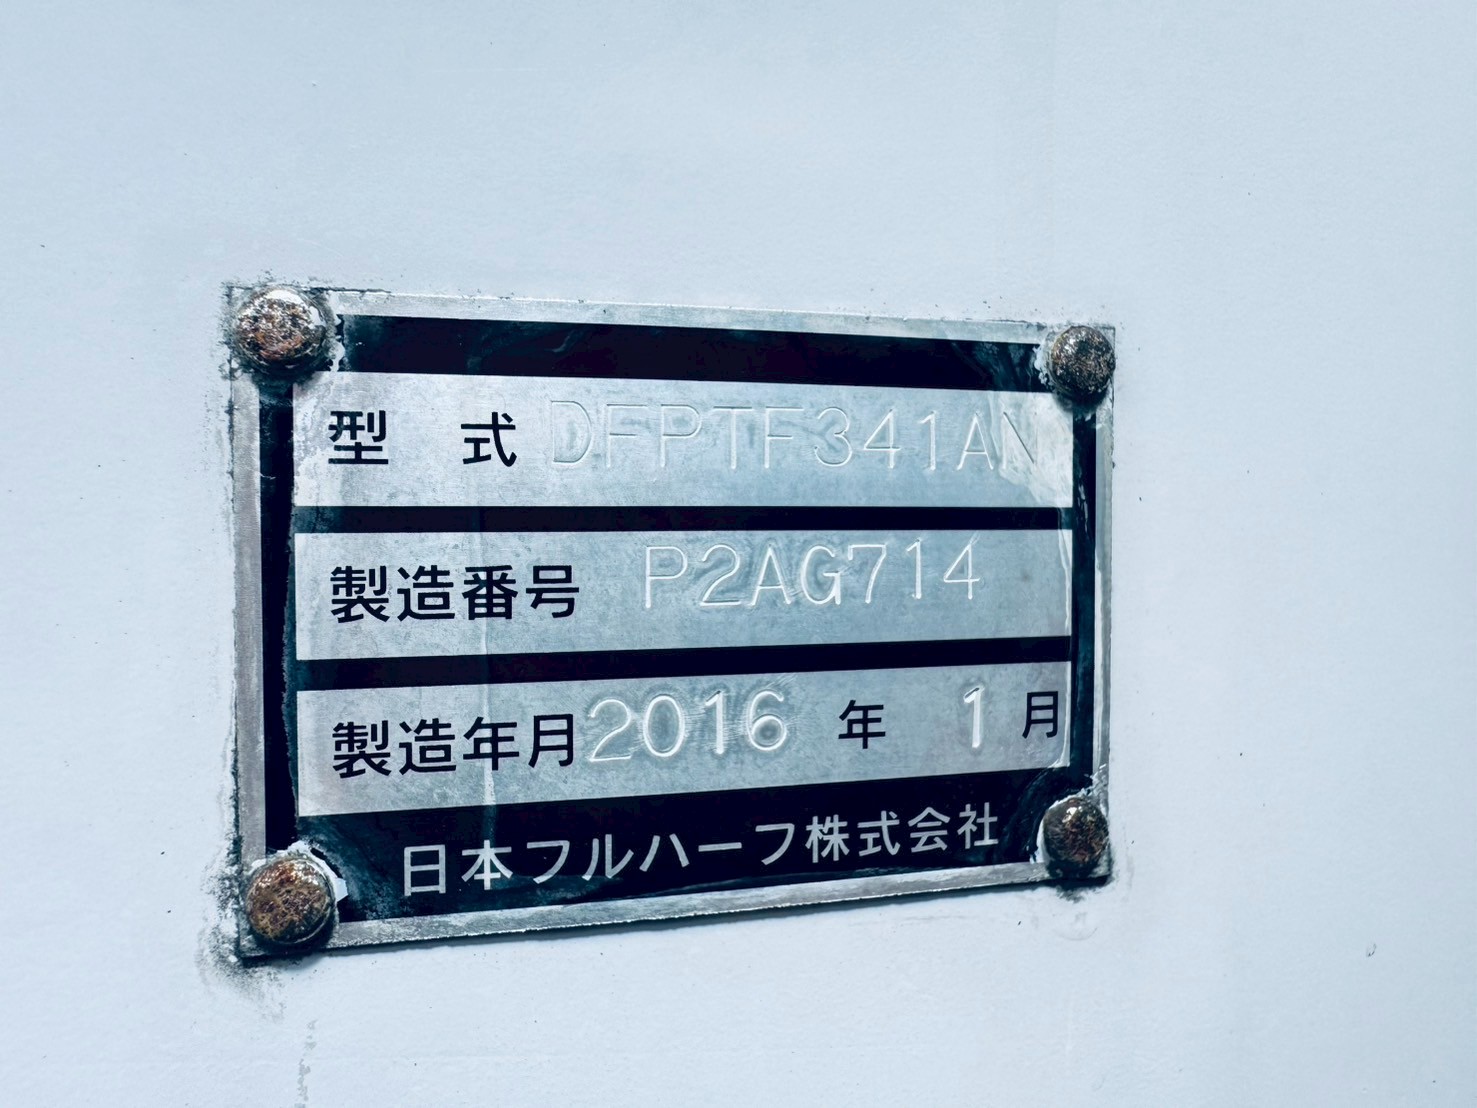 型 式 DFPTF341AN
製造番号 P2AG714
製造年月 2016 年 1 月
日本フルハーフ株式会社